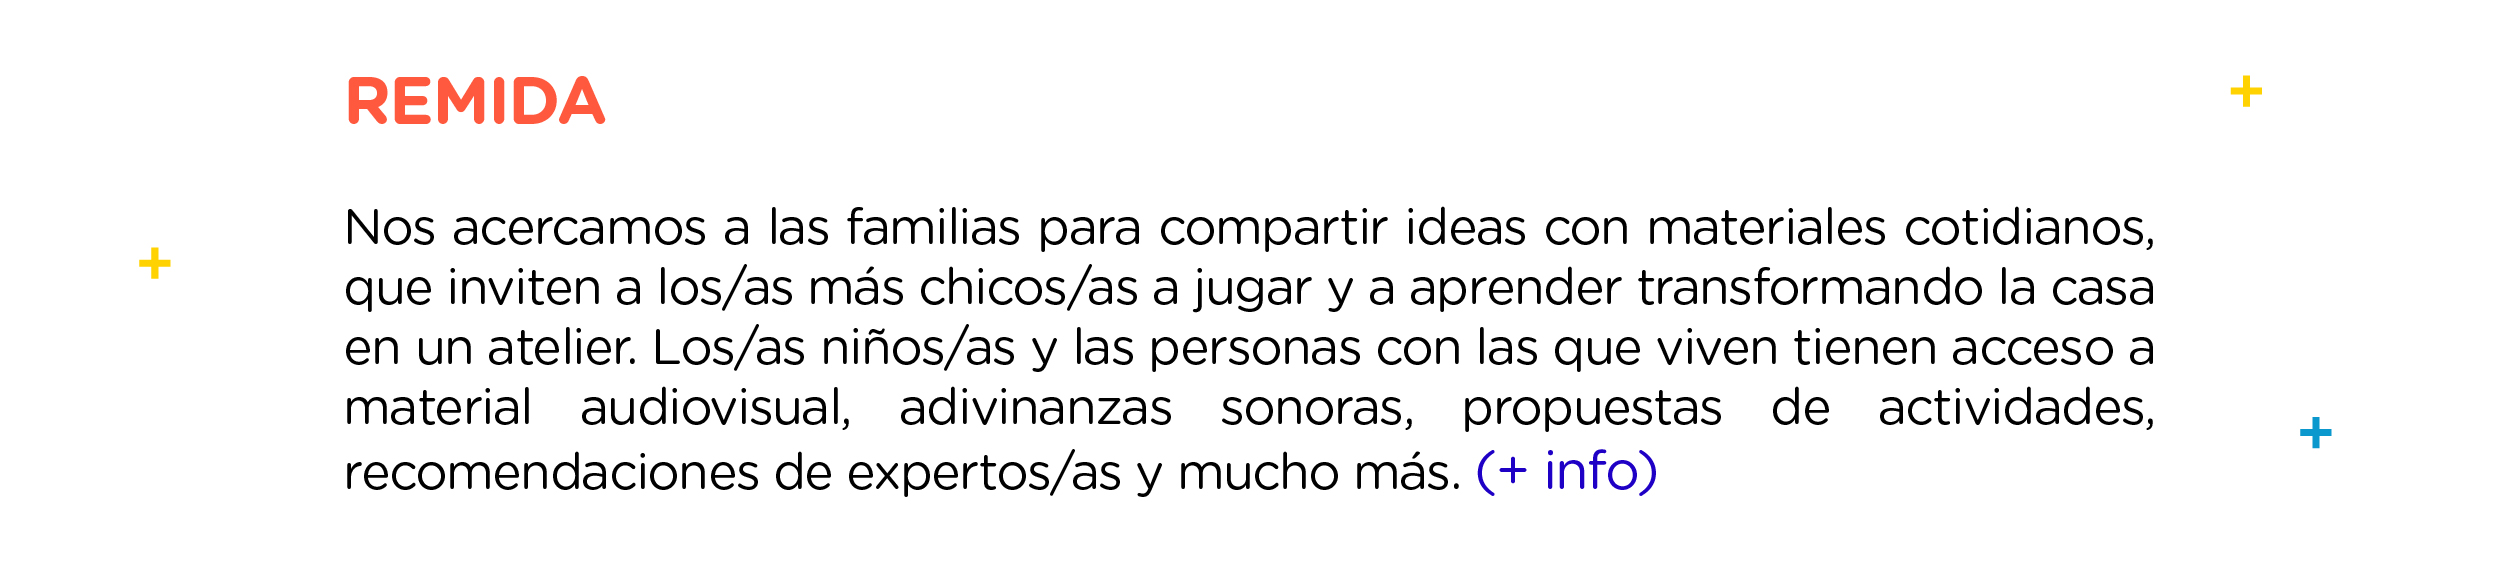 REMIDA
Nos acercamos a las familias para compartir ideas con materiales cotidianos,
que inviten a los/as más chicos/as a jugar y a aprender transformando la casa
en un atelier. Los/as niños/as y las personas con las que viven tienen acceso a
material audiovisual, adivinanzas sonoras, propuestas de actividades,
recomendaciones de expertos/as y mucho más. (+ info)